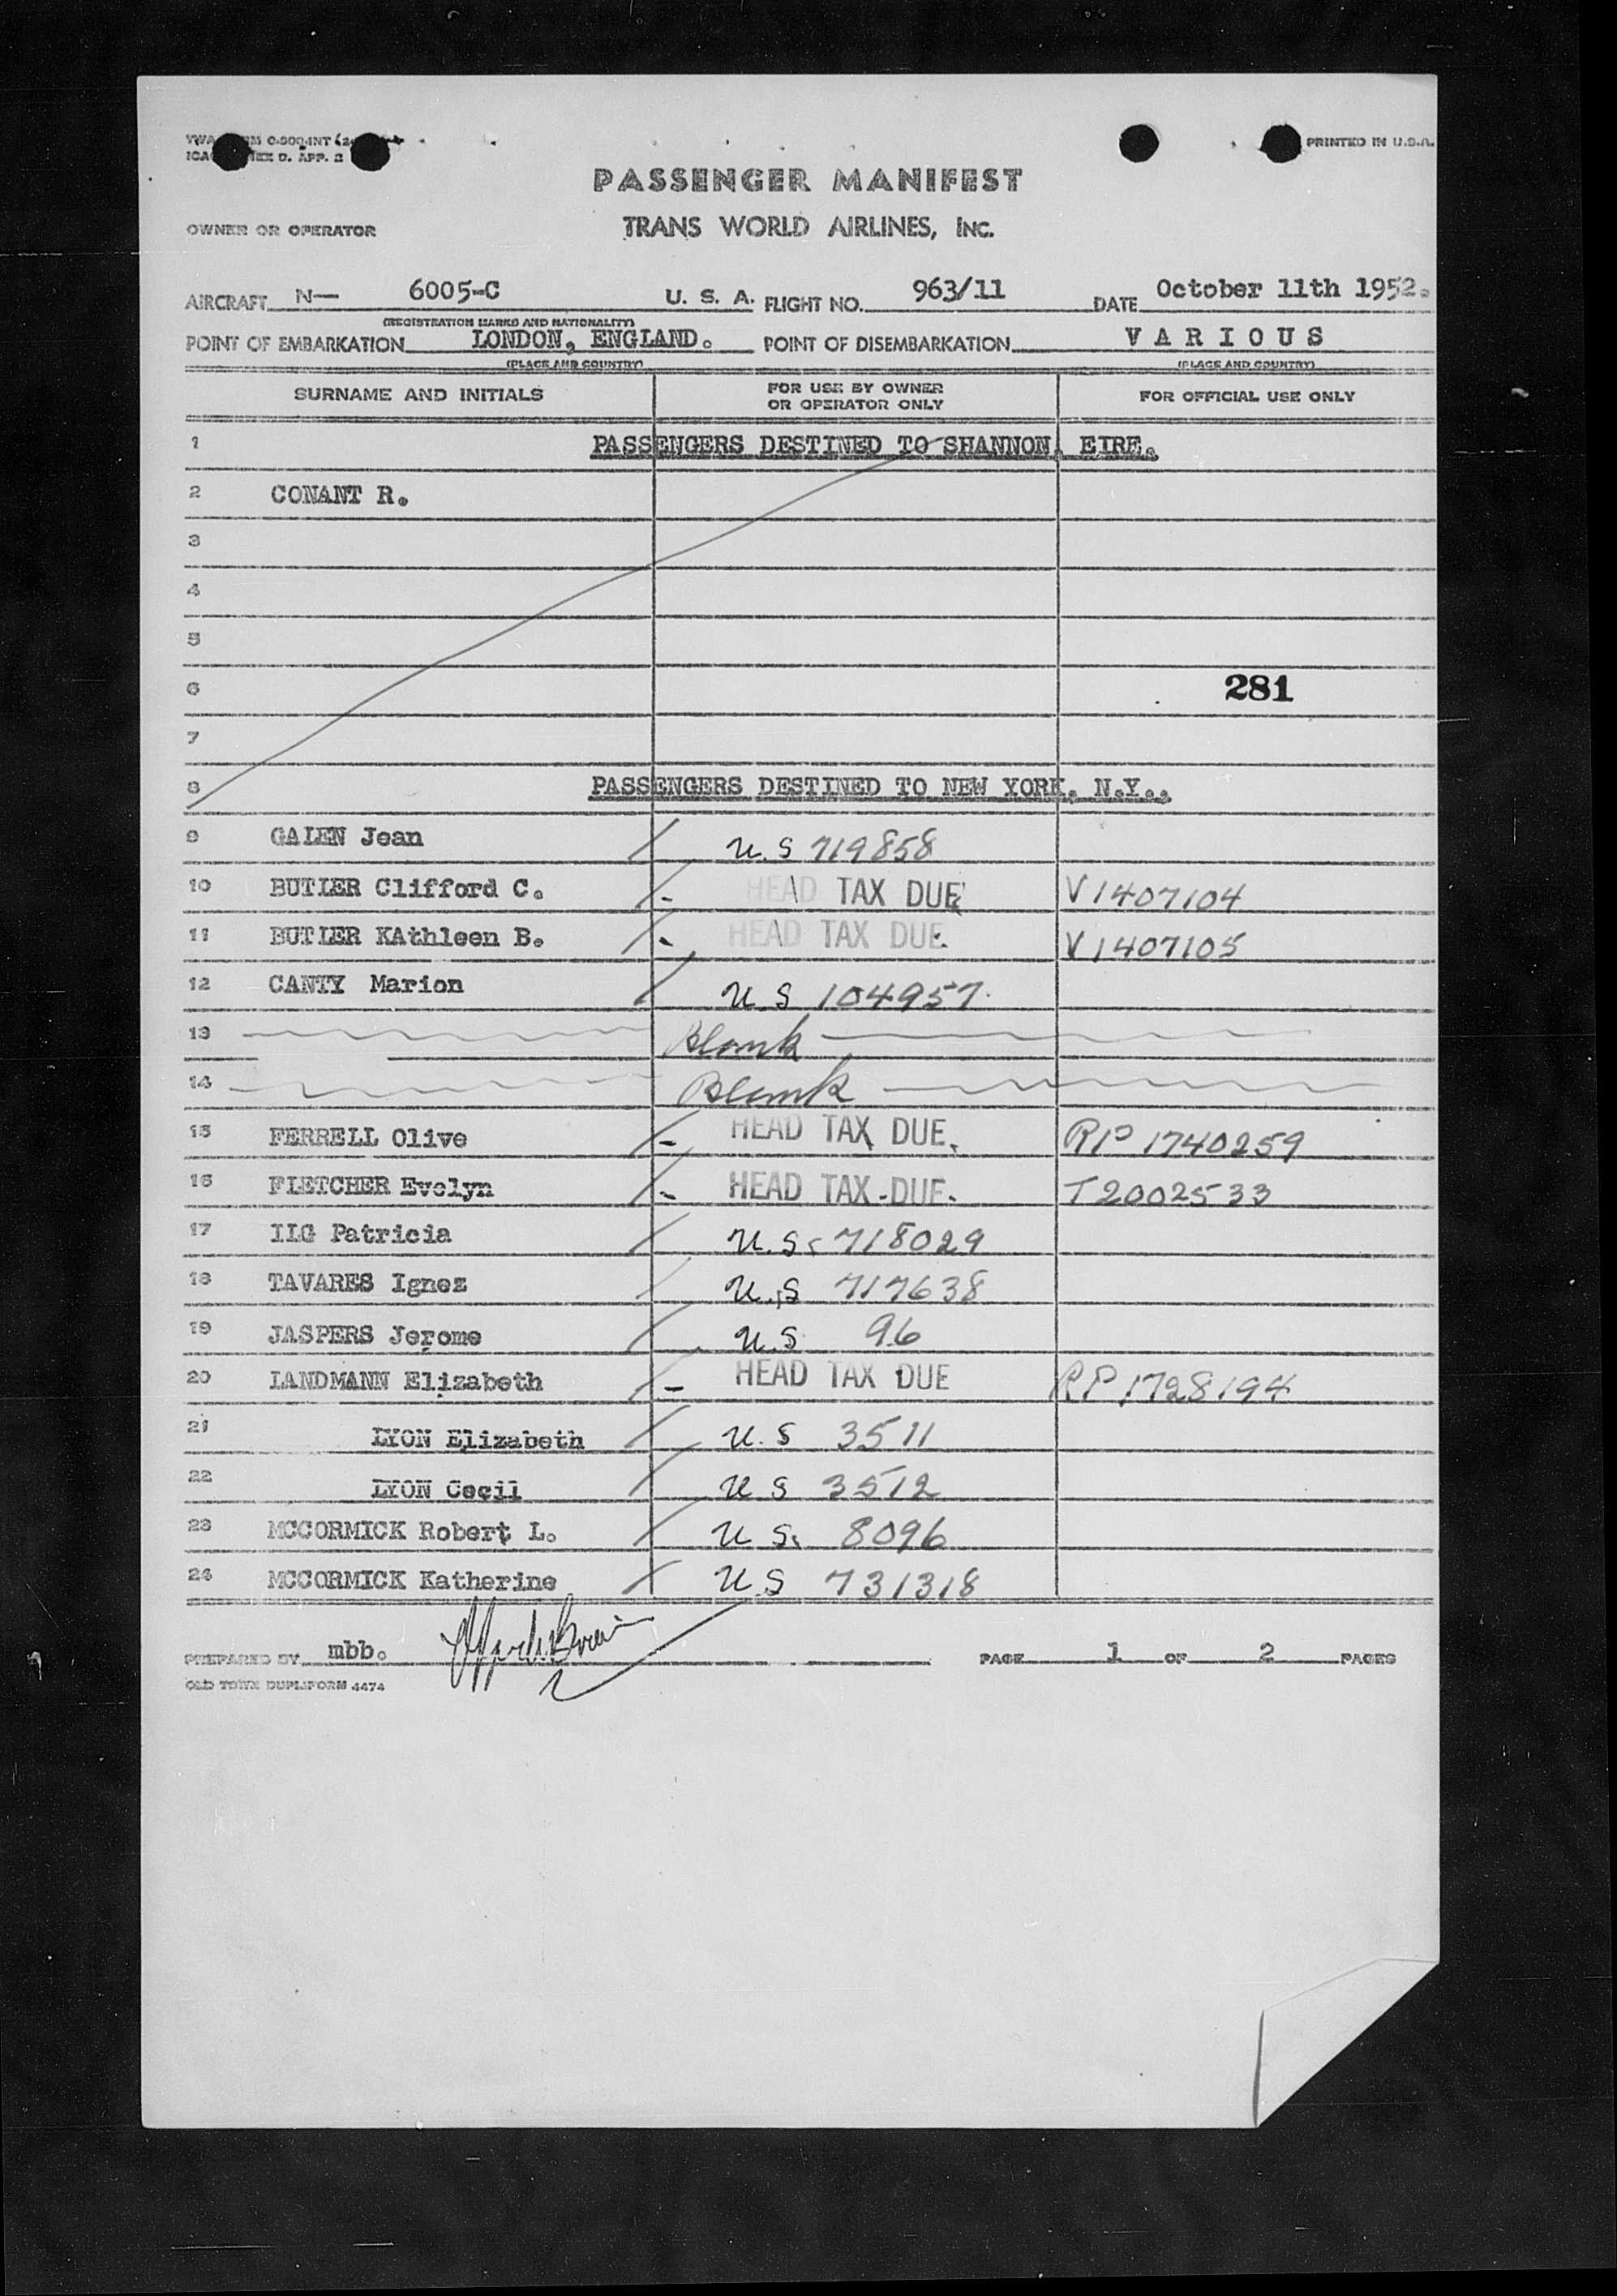 PRINTED IN U.S.A.
PASSENGER MANIFEST
OWNER OR OPERATOR TRANS WORLD AIRLINES, INC.
AIRCRAFT N— 6005-C U. S. A. FLIGHT NO. 963/11 DATE October 11th 1952.
(REGISTRATION MARKS AND NATIONALITY)
POINT OF EMBARKATION LONDON, ENGLAND. POINT OF DISEMBARKATION V A R I O U S
(PLACE AND COUNTRY) (PLACE AND COUNTRY)
SURNAME AND INITIALS FOR USE BY OWNER OR OPERATOR ONLY FOR OFFICIAL USE ONLY
1 PASSENGERS DESTINED TO SHANNON, EIRE.
2 CONANT R.
3
4
5
6 281
7
8 PASSENGERS DESTINED TO NEW YORK, N.Y..
9 GALEN Jean U.S 719858
10 BUTLER Clifford C. HEAD TAX DUE V1407104
11 BUTLER KAthleen B. HEAD TAX DUE. V1407105
12 CANTY Marion U S 104957
13 Blank
14 Blank
15 FERRELL Olive HEAD TAX DUE. RP 1740259
16 FLETCHER Evelyn HEAD TAX DUE. T2002533
17 ILG Patricia U.S. 718029
18 TAVARES Ignez U.S 717638
19 JASPERS Jerome U.S. 96
20 LANDMANN Elizabeth HEAD TAX DUE RP 1728194
21 LYON Elizabeth U.S 3511
22 LYON Cecil U S 3512
23 MCCORMICK Robert L. U S. 8096
24 MCCORMICK Katherine U S 731318
PREPARED BY mbb. PAGE 1 OF 2 PAGES
OLD TOWN DUPLIFORM 4474